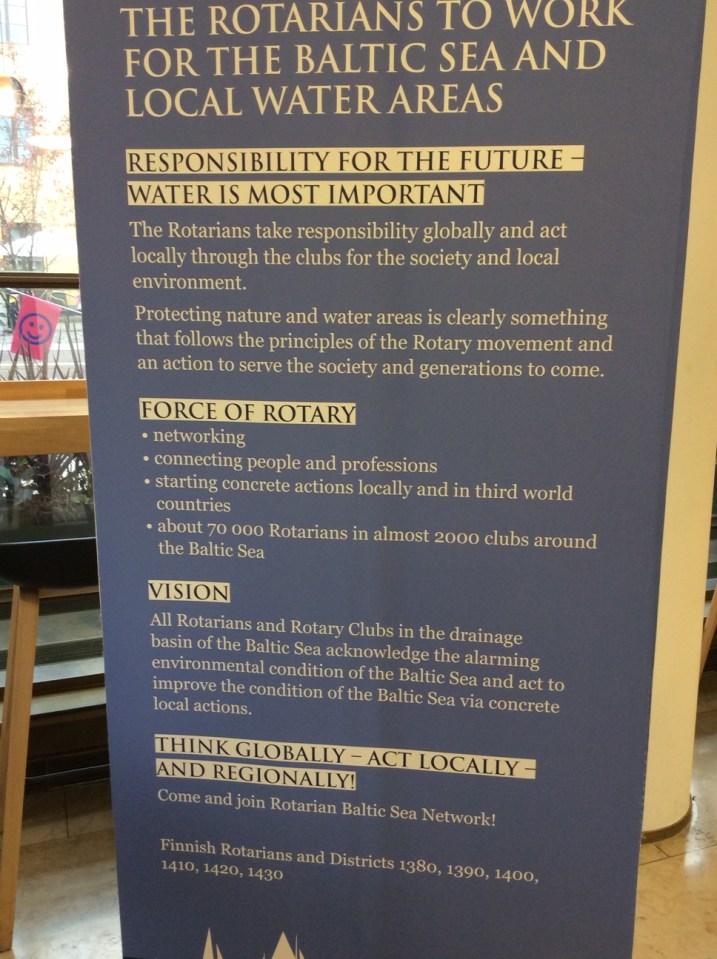 THE ROTARIANS TO WORK
FOR THE BALTIC SEA AND
LOCAL WATER AREAS
RESPONSIBILITY FOR THE FUTURE –
WATER IS MOST IMPORTANT
The Rotarians take responsibility globally and act
locally through the clubs for the society and local
environment.
Protecting nature and water areas is clearly something
that follows the principles of the Rotary movement and
an action to serve the society and generations to come.
FORCE OF ROTARY
• networking
• connecting people and professions
• starting concrete actions locally and in third world
countries
• about 70 000 Rotarians in almost 2000 clubs around
the Baltic Sea
VISION
All Rotarians and Rotary Clubs in the drainage
basin of the Baltic Sea acknowledge the alarming
environmental condition of the Baltic Sea and act to
improve the condition of the Baltic Sea via concrete
local actions.
THINK GLOBALLY – ACT LOCALLY –
AND REGIONALLY!
Come and join Rotarian Baltic Sea Network!
Finnish Rotarians and Districts 1380, 1390, 1400,
1410, 1420, 1430